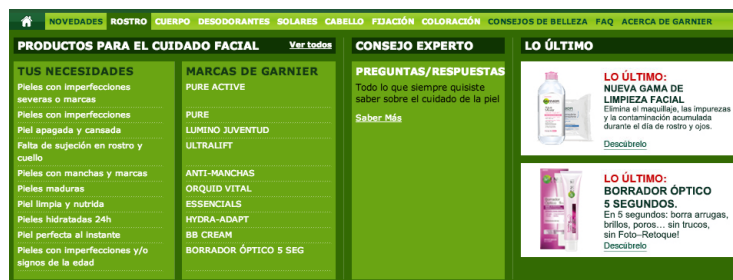 NOVEDADES ROSTRO CUERPO DESODORANTES SOLARES CABELLO FIJACIÓN COLORACIÓN CONSEJOS DE BELLEZA FAQ ACERCA DE GARNIER
PRODUCTOS PARA EL CUIDADO FACIAL Ver todos
TUS NECESIDADES
Pieles con imperfecciones
severas o marcas
Pieles con imperfecciones
Piel apagada y cansada
Falta de sujeción en rostro y
cuello
Pieles con manchas y marcas
Pieles maduras
Piel limpia y nutrida
Pieles hidratadas 24h
Piel perfecta al instante
Pieles con imperfecciones y/o
signos de la edad
MARCAS DE GARNIER
PURE ACTIVE
PURE
LUMINO JUVENTUD
ULTRALIFT
ANTI-MANCHAS
ORQUID VITAL
ESSENCIALS
HYDRA-ADAPT
BB CREAM
BORRADOR ÓPTICO 5 SEG
CONSEJO EXPERTO
PREGUNTAS/RESPUESTAS
Todo lo que siempre quisiste
saber sobre el cuidado de la piel
Saber Más
LO ÚLTIMO
LO ÚLTIMO:
NUEVA GAMA DE
LIMPIEZA FACIAL
Elimina el maquillaje, las impurezas
y la contaminación acumulada
durante el día de rostro y ojos.
Descúbrelo
LO ÚLTIMO:
BORRADOR ÓPTICO
5 SEGUNDOS.
En 5 segundos: borra arrugas,
brillos, poros... sin trucos,
sin Foto-Retoque!
Descúbrelo